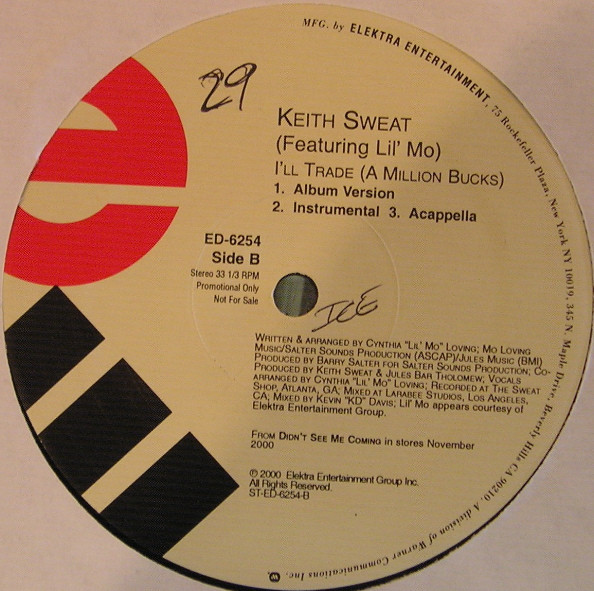 MFG. by ELEKTRA ENTERTAINMENT, 75 Rockefeller Plaza, New York NY 10019, 345 N. Maple Drive, Beverly Hills CA 90210. A division of Warner Communications Inc.
29
KEITH SWEAT
(Featuring Lil' Mo)
I'LL TRADE (A MILLION BUCKS)
1. Album Version
2. Instrumental 3. Acappella
ED-6254
Side B
Stereo 33 1/3 RPM
Promotional Only
Not For Sale
ICE
WRITTEN & ARRANGED BY CYNTHIA "LIL' MO" LOVING; MO LOVING
MUSIC/SALTER SOUNDS PRODUCTION (ASCAP)/JULES MUSIC (BMI)
PRODUCED BY BARRY SALTER FOR SALTER SOUNDS PRODUCTION; CO-
PRODUCED BY KEITH SWEAT & JULES BAR THOLOMEW; VOCALS
ARRANGED BY CYNTHIA "LIL' MO" LOVING; RECORDED AT THE SWEAT
SHOP, ATLANTA, GA; MIXED AT LARABEE STUDIOS, LOS ANGELES,
CA; MIXED BY KEVIN "KD" DAVIS; LIL' MO appears courtesy of
Elektra Entertainment Group.
FROM DIDN'T SEE ME COMING in stores November
2000
℗ 2000 Elektra Entertainment Group Inc.
All Rights Reserved.
ST-ED-6254-B